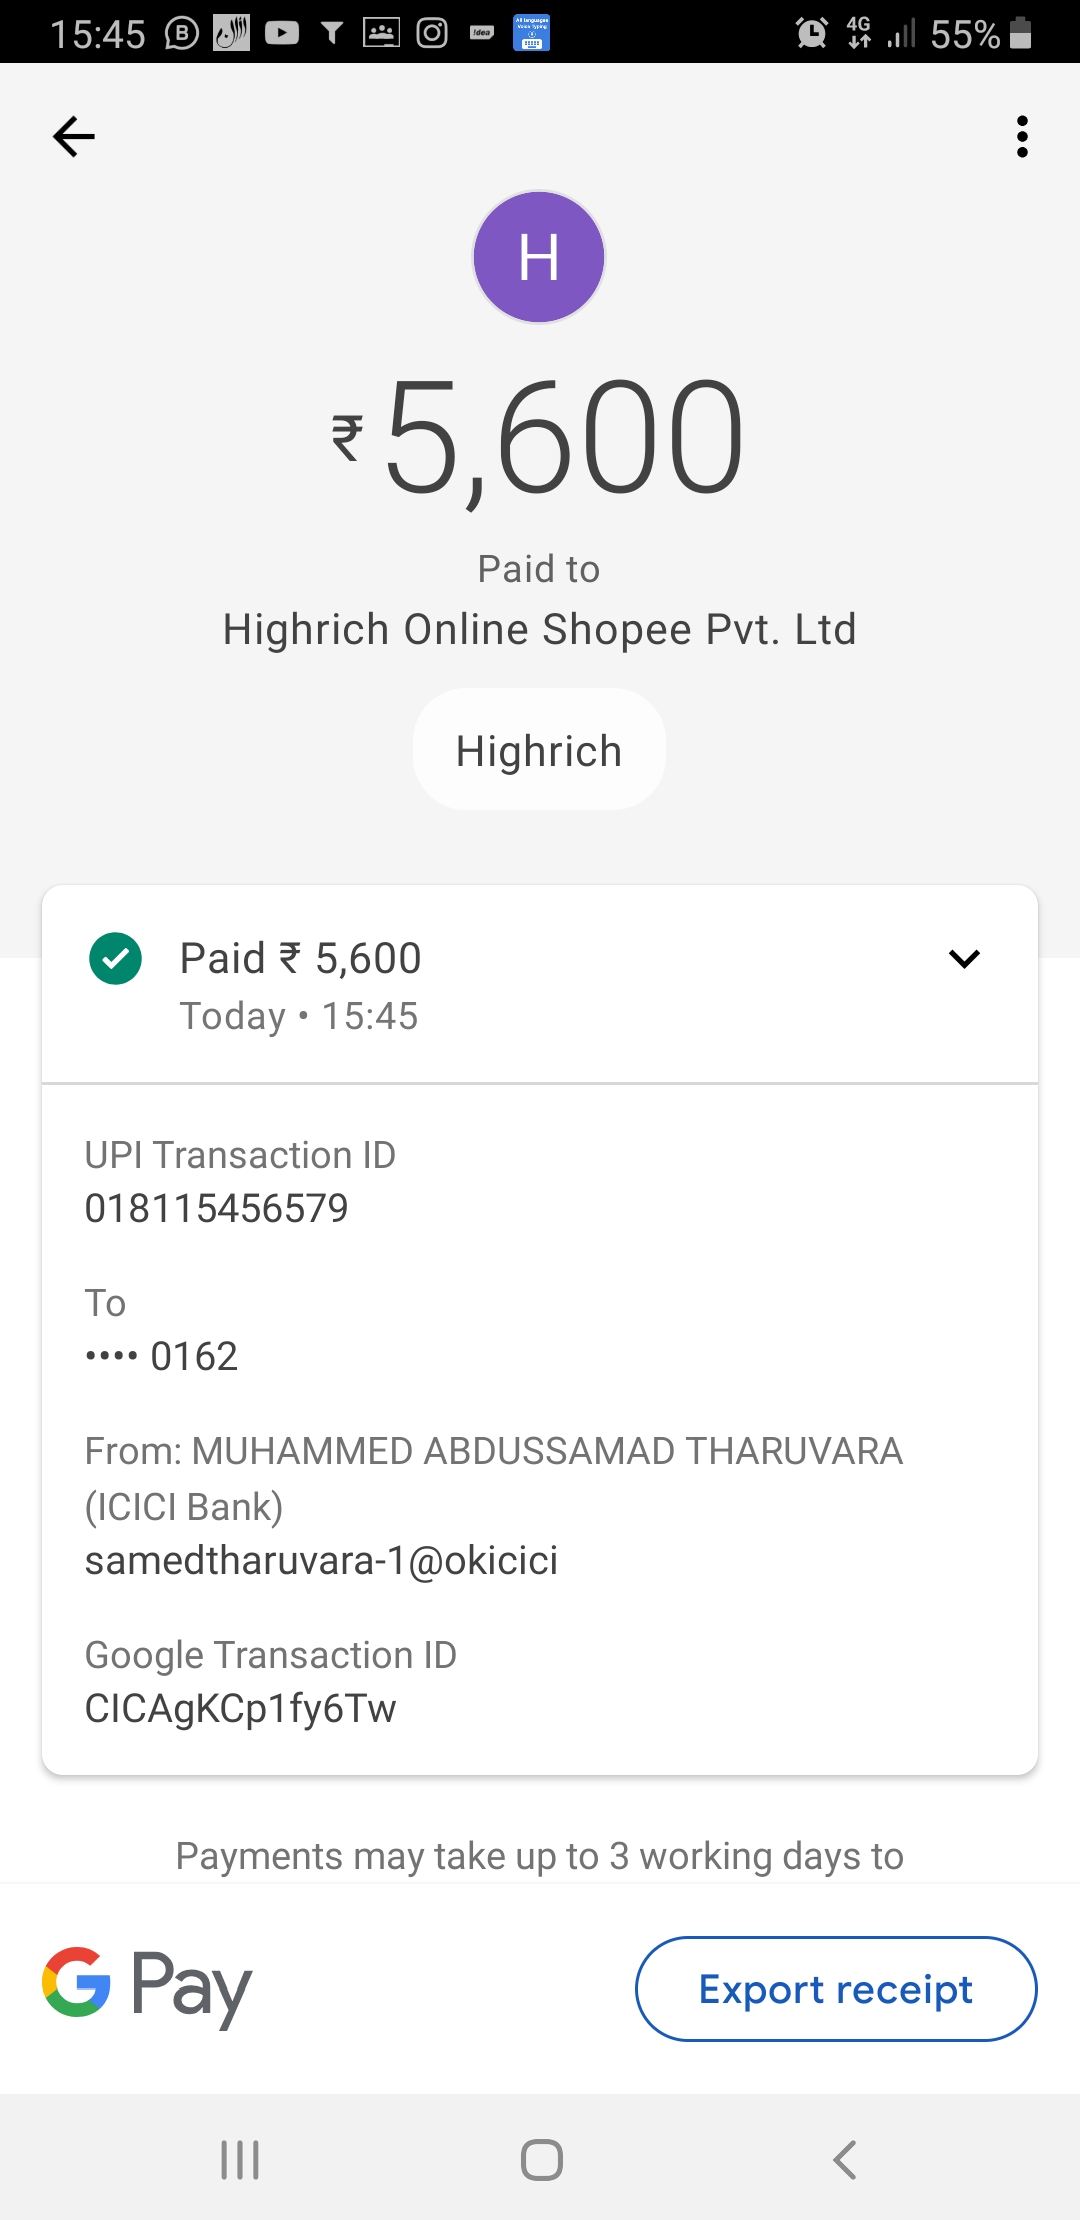 15:45
4G
55%
H
₹5,600
Paid to
Highrich Online Shopee Pvt. Ltd
Highrich
Paid ₹ 5,600
Today • 15:45
UPI Transaction ID
018115456579
To
•••• 0162
From: MUHAMMED ABDUSSAMAD THARUVARA
(ICICI Bank)
samedtharuvara-1@okicici
Google Transaction ID
CICAgKCp1fy6Tw
Payments may take up to 3 working days to
G Pay
Export receipt